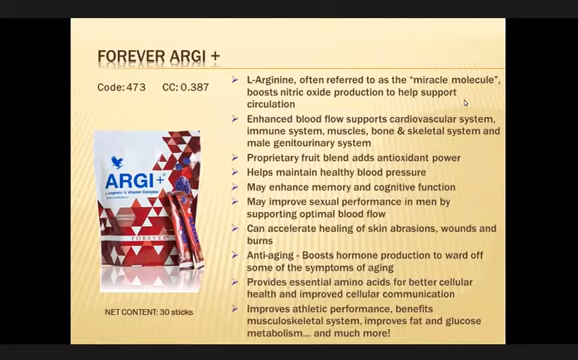 FOREVER ARGI +
Code: 473 CC: 0.387
L-Arginine, often referred to as the "miracle molecule",
boosts nitric oxide production to help support
circulation
Enhanced blood flow supports cardiovascular system,
immune system, muscles, bone & skeletal system and
male genitourinary system
Proprietary fruit blend adds antioxidant power
Helps maintain healthy blood pressure
May enhance memory and cognitive function
May improve sexual performance in men by
supporting optimal blood flow
Can accelerate healing of skin abrasions, wounds and
burns
Anti-aging - Boosts hormone production to ward off
some of the symptoms of aging
Provides essential amino acids for better cellular
health and improved cellular communication
Improves athletic performance, benefits
musculoskeletal system, improves fat and glucose
metabolism... and much more!
ARGI+
L-Arginine & Vitamin Complex
FOREVER
NET CONTENT: 30 sticks